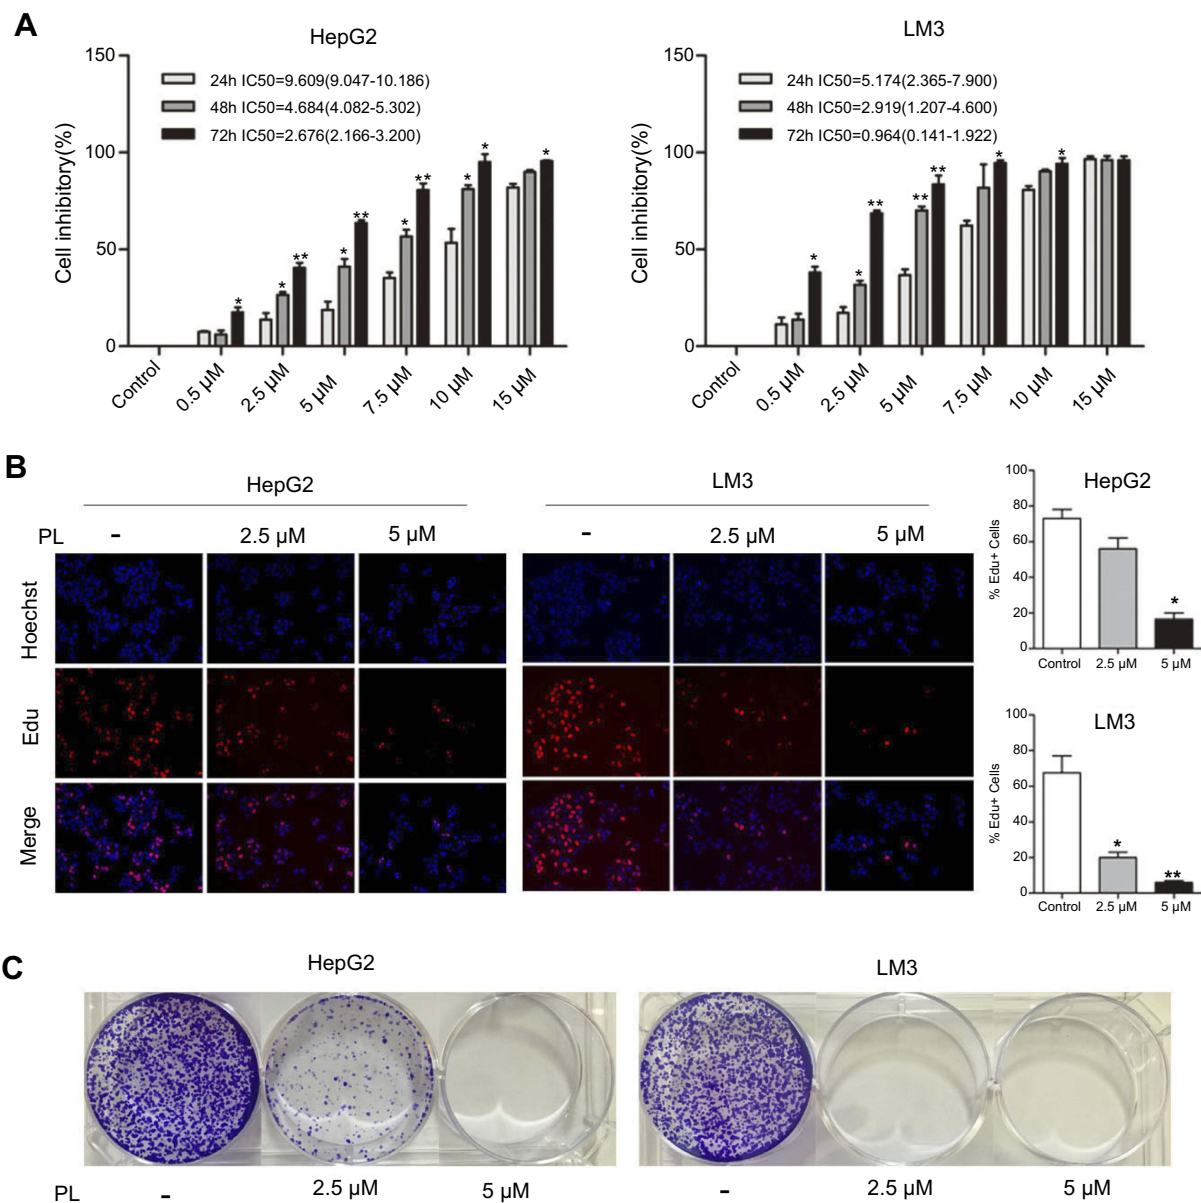 A
HepG2
LM3
150
100
50
0
Cell inhibitory(%)
24h IC50=9.609(9.047-10.186)
48h IC50=4.684(4.082-5.302)
72h IC50=2.676(2.166-3.200)
* * ** * ** * ** * * *
Control 0.5 µM 2.5 µM 5 µM 7.5 µM 10 µM 15 µM
150
100
50
0
Cell inhibitory(%)
24h IC50=5.174(2.365-7.900)
48h IC50=2.919(1.207-4.600)
72h IC50=0.964(0.141-1.922)
* * ** ** ** * *
Control 0.5 µM 2.5 µM 5 µM 7.5 µM 10 µM 15 µM
B
HepG2
LM3
PL - 2.5 µM 5 µM - 2.5 µM 5 µM
Hoechst
Edu
Merge
HepG2
100
80
60
40
20
0
% Edu+ Cells
*
Control 2.5 µM 5 µM
LM3
100
80
60
40
20
0
% Edu+ Cells
* **
Control 2.5 µM 5 µM
C
HepG2
LM3
PL - 2.5 µM 5 µM - 2.5 µM 5 µM